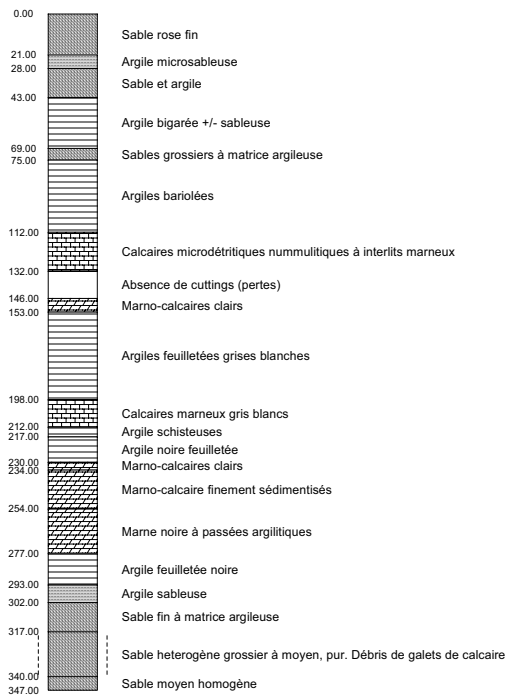 0.00
Sable rose fin
21.00
Argile microsableuse
28.00
Sable et argile
43.00
Argile bigarée +/- sableuse
69.00
Sables grossiers à matrice argileuse
75.00
Argiles bariolées
112.00
Calcaires microdétritiques nummulitiques à interlits marneux
132.00
Absence de cuttings (pertes)
146.00
Marno-calcaires clairs
153.00
Argiles feuilletées grises blanches
198.00
Calcaires marneux gris blancs
212.00
Argile schisteuses
217.00
Argile noire feuilletée
230.00
Marno-calcaires clairs
234.00
Marno-calcaire finement sédimentisés
254.00
Marne noire à passées argilitiques
277.00
Argile feuilletée noire
293.00
Argile sableuse
302.00
Sable fin à matrice argileuse
317.00
Sable heterogène grossier à moyen, pur. Débris de galets de calcaire
340.00
Sable moyen homogène
347.00